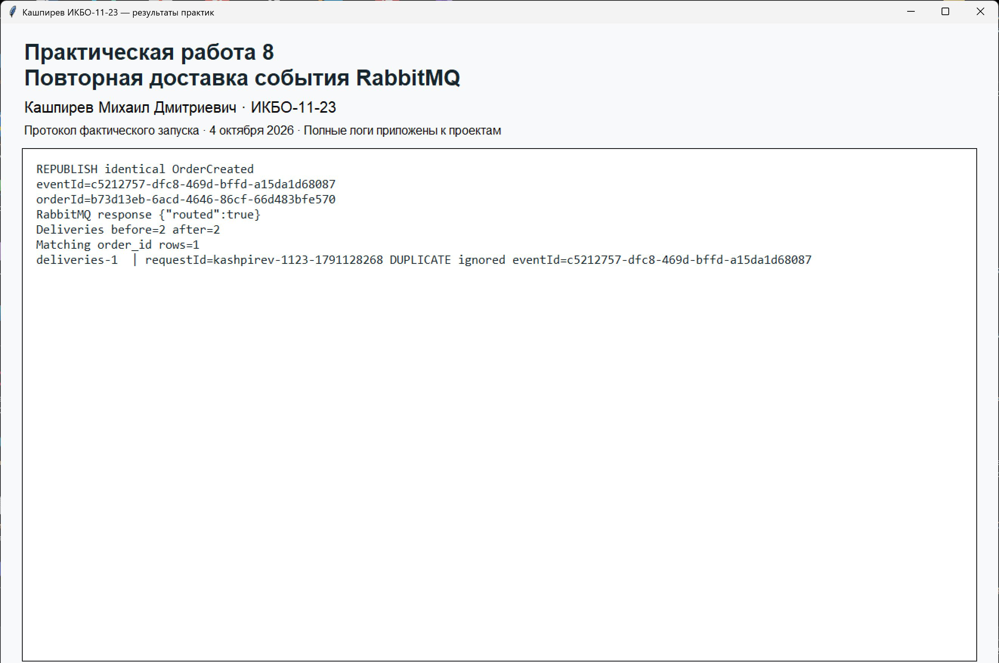 Кашпирев ИКБО-11-23 — результаты практик
Практическая работа 8
Повторная доставка события RabbitMQ
Кашпирев Михаил Дмитриевич · ИКБО-11-23
Протокол фактического запуска · 4 октября 2026 · Полные логи приложены к проектам
REPUBLISH identical OrderCreated
eventId=c5212757-dfc8-469d-bffd-a15da1d68087
orderId=b73d13eb-6acd-4646-86cf-66d483bfe570
RabbitMQ response {"routed":true}
Deliveries before=2 after=2
Matching order_id rows=1
deliveries-1  | requestId=kashpirev-1123-1791128268 DUPLICATE ignored eventId=c5212757-dfc8-469d-bffd-a15da1d68087